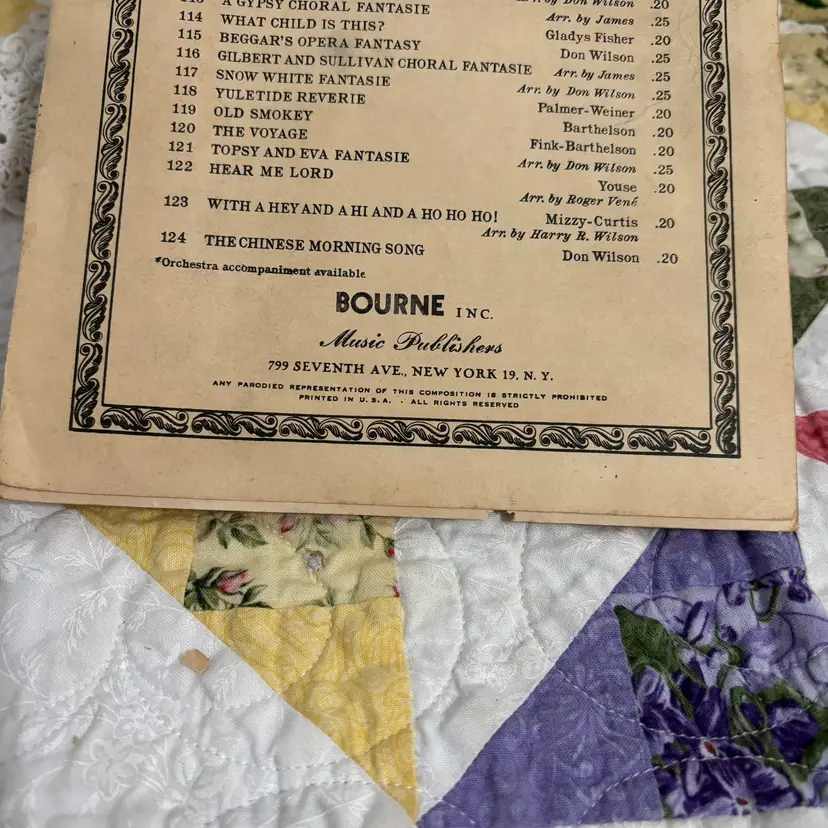 Arr. by Don Wilson .20
A GYPSY CHORAL FANTASIE Arr. by James .25
114 WHAT CHILD IS THIS? Gladys Fisher .20
115 BEGGAR'S OPERA FANTASY Don Wilson .25
116 GILBERT AND SULLIVAN CHORAL FANTASIE Arr. by James .25
117 SNOW WHITE FANTASIE Arr. by Don Wilson .25
118 YULETIDE REVERIE Palmer-Weiner .20
119 OLD SMOKEY Barthelson .20
120 THE VOYAGE Fink-Barthelson .20
121 TOPSY AND EVA FANTASIE Arr. by Don Wilson .25
122 HEAR ME LORD Youse .20
Arr. by Roger Vené
123 WITH A HEY AND A HI AND A HO HO HO! Mizzy-Curtis .20
Arr. by Harry R. Wilson
124 THE CHINESE MORNING SONG Don Wilson .20
*Orchestra accompaniment available
BOURNE INC.
Music Publishers
799 SEVENTH AVE., NEW YORK 19, N. Y.
ANY PARODIED REPRESENTATION OF THIS COMPOSITION IS STRICTLY PROHIBITED
PRINTED IN U.S.A. · ALL RIGHTS RESERVED